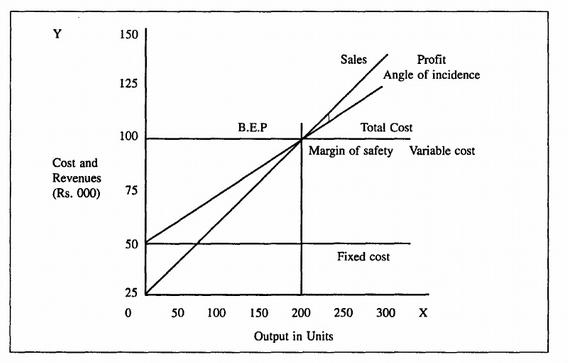 Y
150
Sales
Profit
125
Angle of incidence
B.E.P
Total Cost
100
Margin of safety
Variable cost
Cost and
Revenues
(Rs. 000)
75
50
Fixed cost
25
0 50 100 150 200 250 300 X
Output in Units